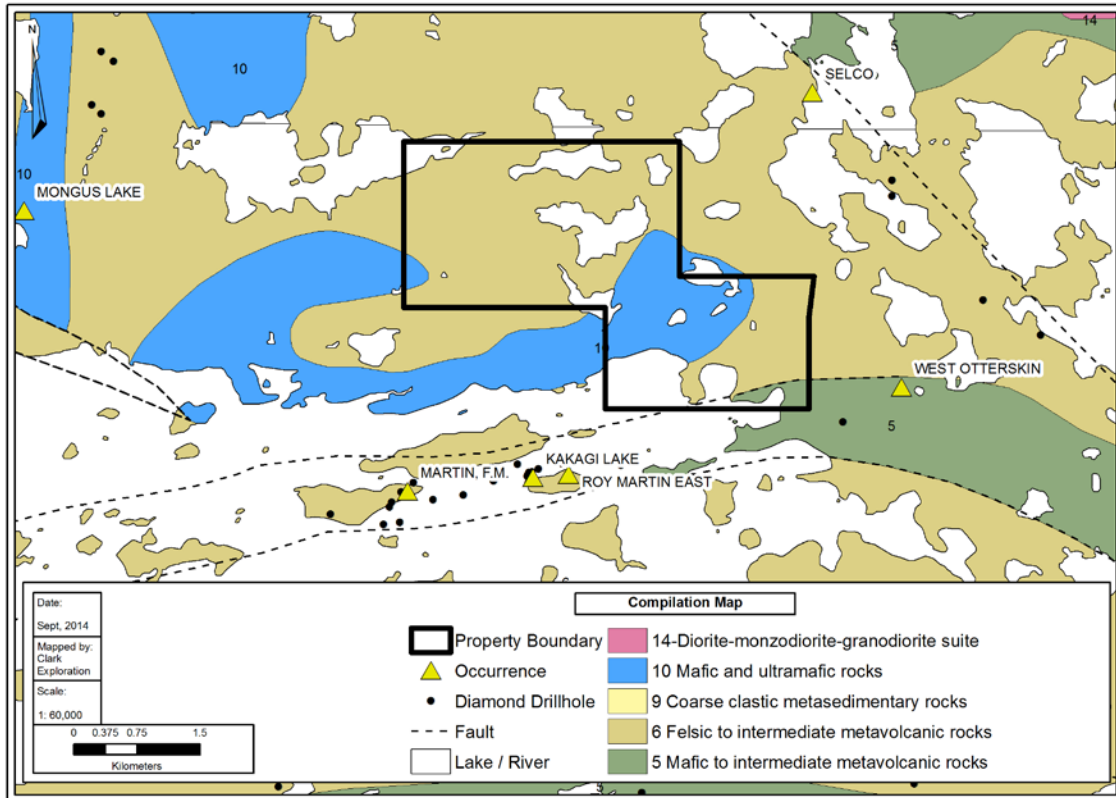 N
14
10
5
SELCO
10
MONGUS LAKE
WEST OTTERSKIN
5
KAKAGI LAKE
MARTIN, F.M.
ROY MARTIN EAST
Date:
Sept, 2014
Mapped by:
Clark
Exploration
Scale:
1: 60,000
0 0.375 0.75 1.5
Kilometers
Compilation Map
Property Boundary
Occurrence
Diamond Drillhole
Fault
Lake / River
14-Diorite-monzodiorite-granodiorite suite
10 Mafic and ultramafic rocks
9 Coarse clastic metasedimentary rocks
6 Felsic to intermediate metavolcanic rocks
5 Mafic to intermediate metavolcanic rocks